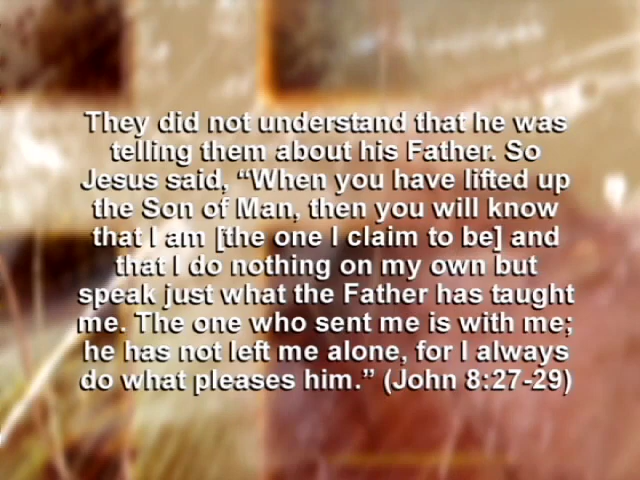 They did not understand that he was
telling them about his Father. So
Jesus said, “When you have lifted up
the Son of Man, then you will know
that I am [the one I claim to be] and
that I do nothing on my own but
speak just what the Father has taught
me. The one who sent me is with me;
he has not left me alone, for I always
do what pleases him.” (John 8:27-29)